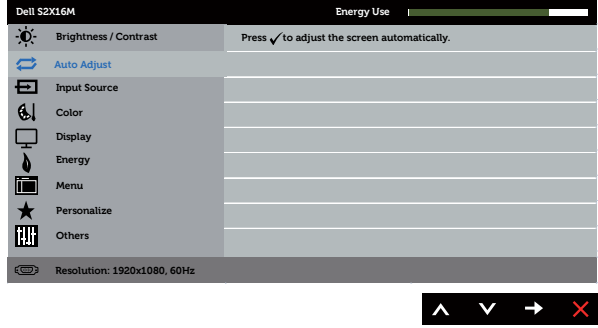 Dell S2X16M
Energy Use
Brightness / Contrast
Press ✓ to adjust the screen automatically.
Auto Adjust
Input Source
Color
Display
Energy
Menu
Personalize
Others
Resolution: 1920x1080, 60Hz